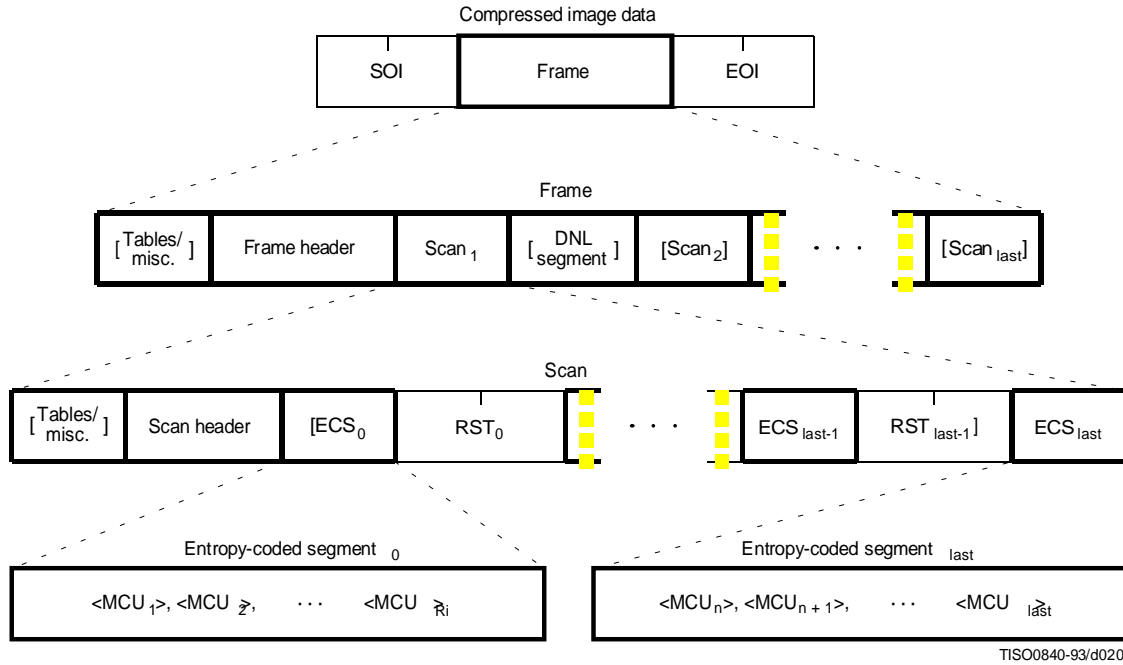 Compressed image data
SOI Frame EOI
Frame
[ Tables/ misc. ] Frame header Scan 1 [ DNL segment ] [Scan 2] . . . [Scan last]
Scan
[ Tables/ misc. ] Scan header [ECS 0 RST 0 . . . ECS last-1 RST last-1 ] ECS last
Entropy-coded segment 0 Entropy-coded segment last
<MCU 1>, <MCU 2>, ··· <MCU Ri> <MCU n>, <MCU n + 1>, ··· <MCU last>
TISO0840-93/d020